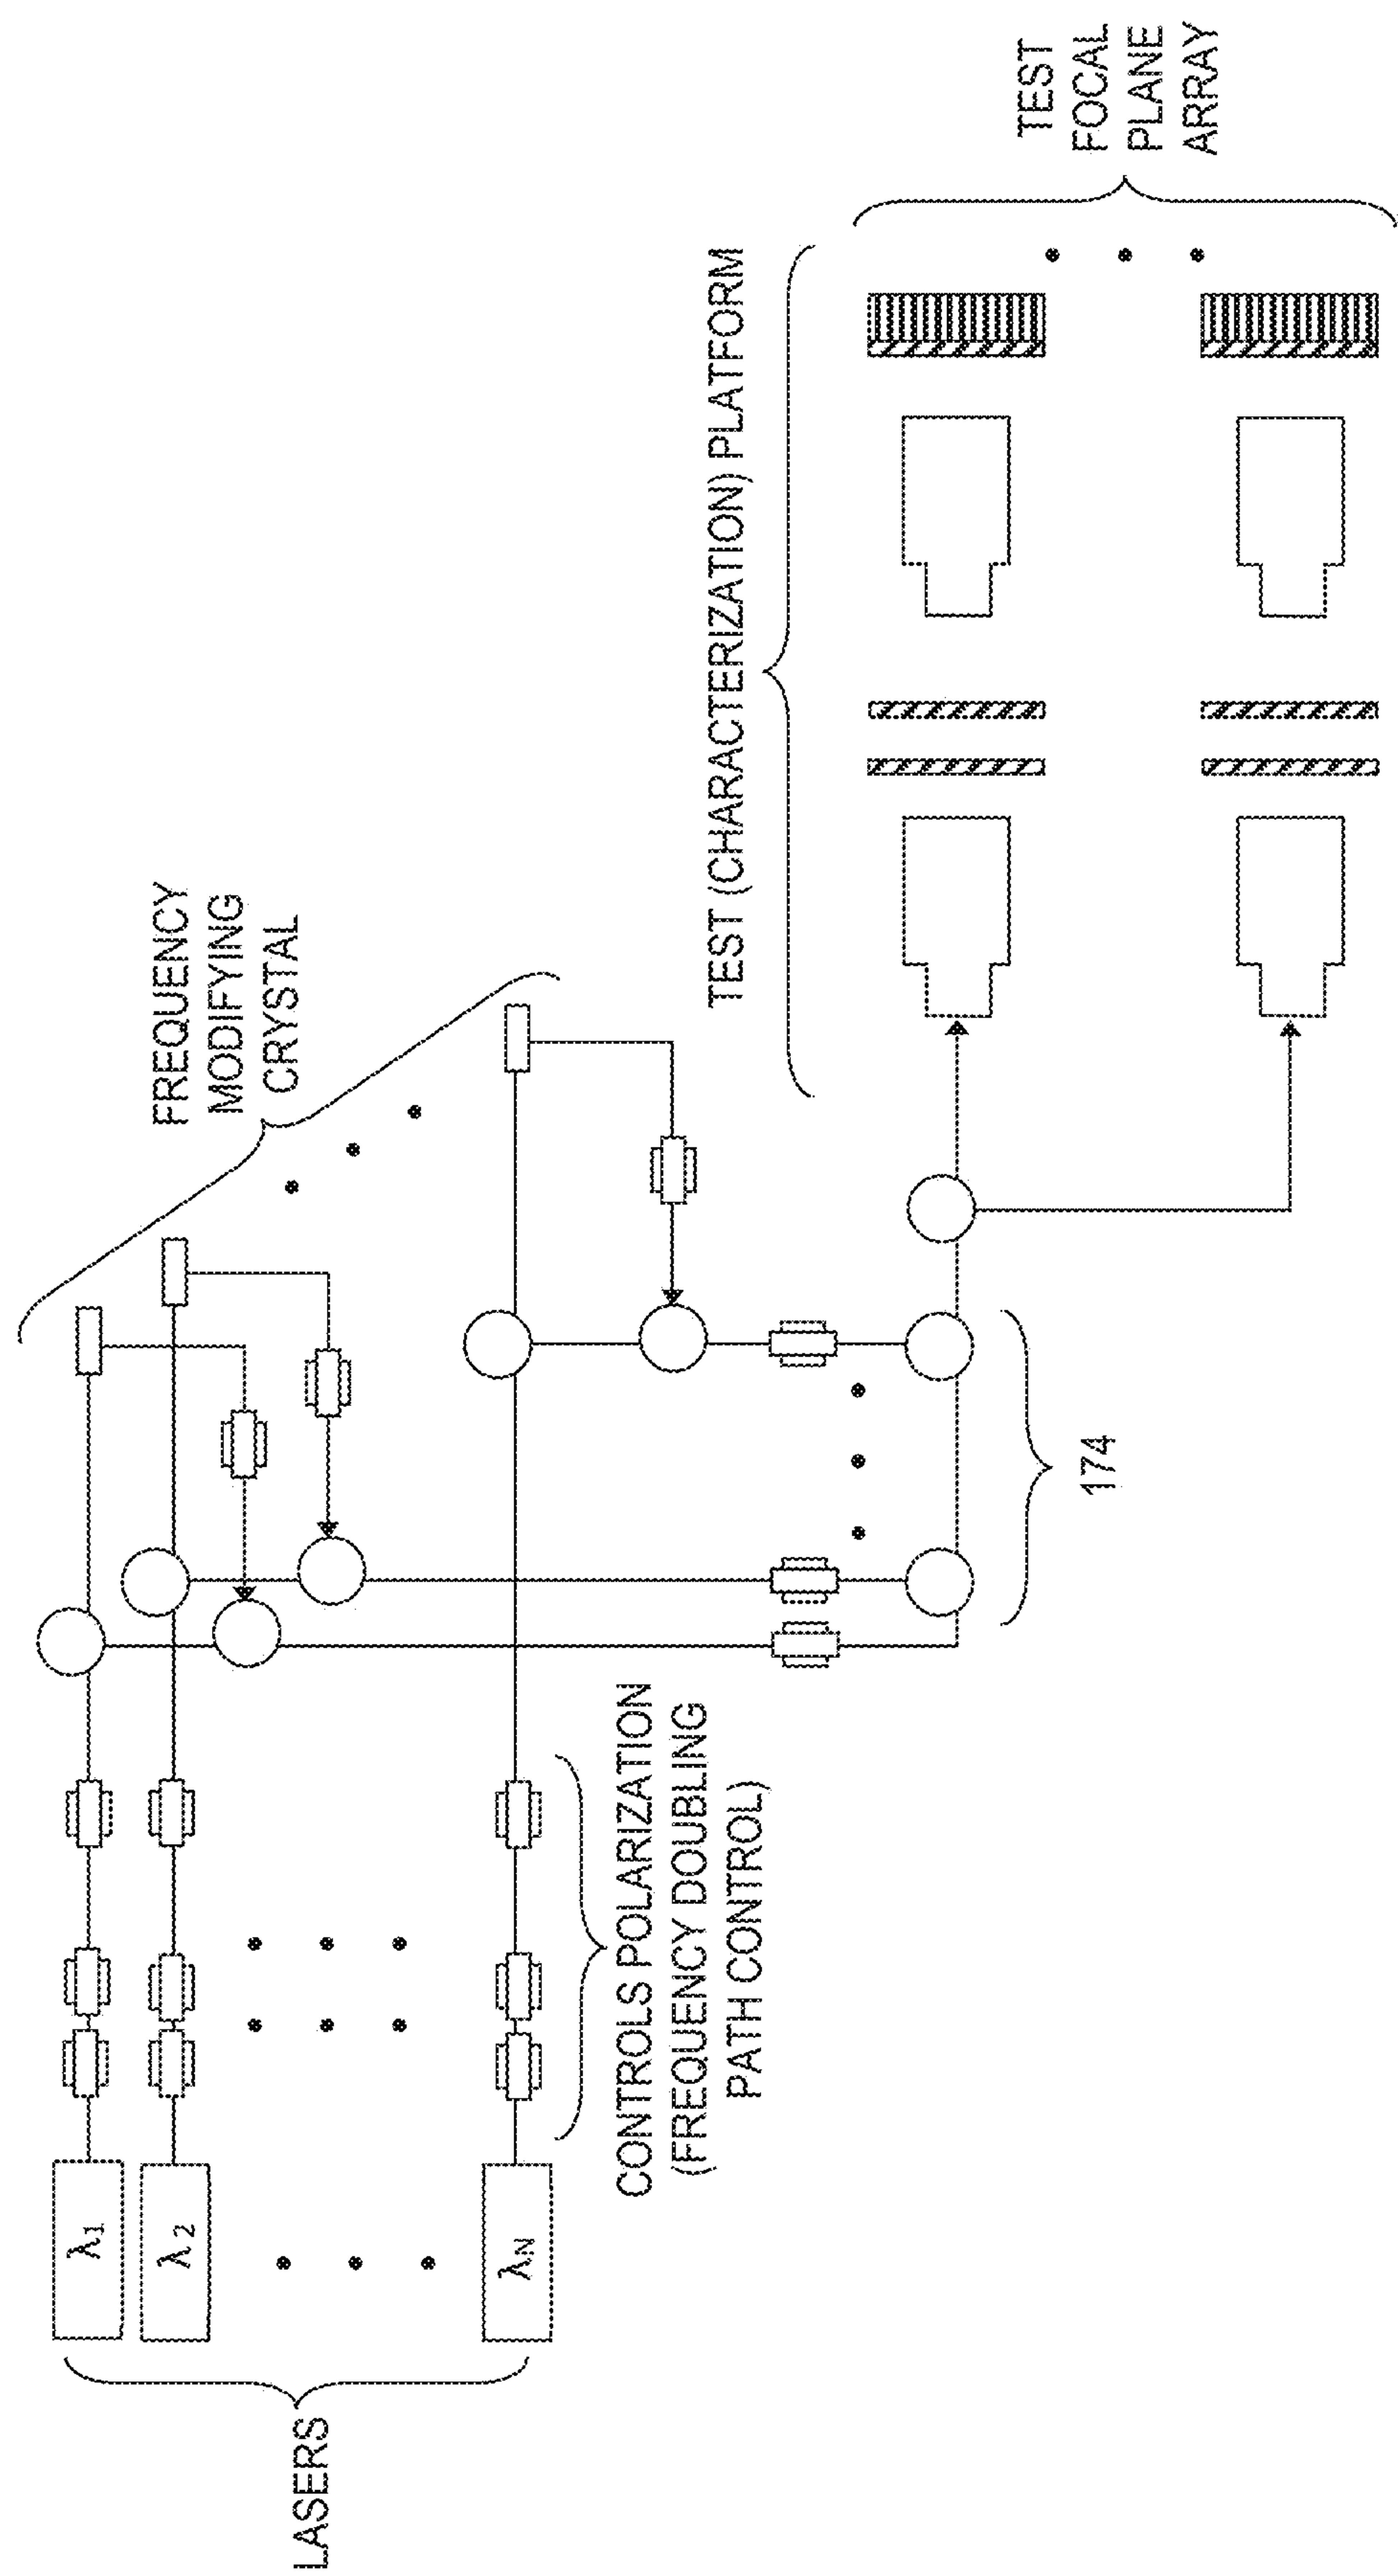 LASERS
λ1
λ2
λN
CONTROLS POLARIZATION
(FREQUENCY DOUBLING
PATH CONTROL)
FREQUENCY
MODIFYING
CRYSTAL
174
TEST (CHARACTERIZATION) PLATFORM
TEST
FOCAL
PLANE
ARRAY